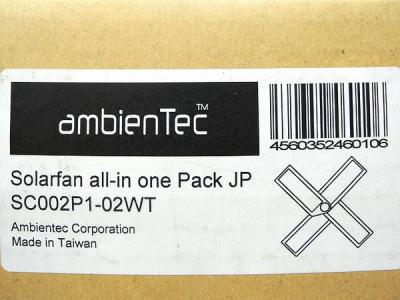 ambienTec™
4560352460106
Solarfan all-in one Pack JP
SC002P1-02WT
Ambientec Corporation
Made in Taiwan